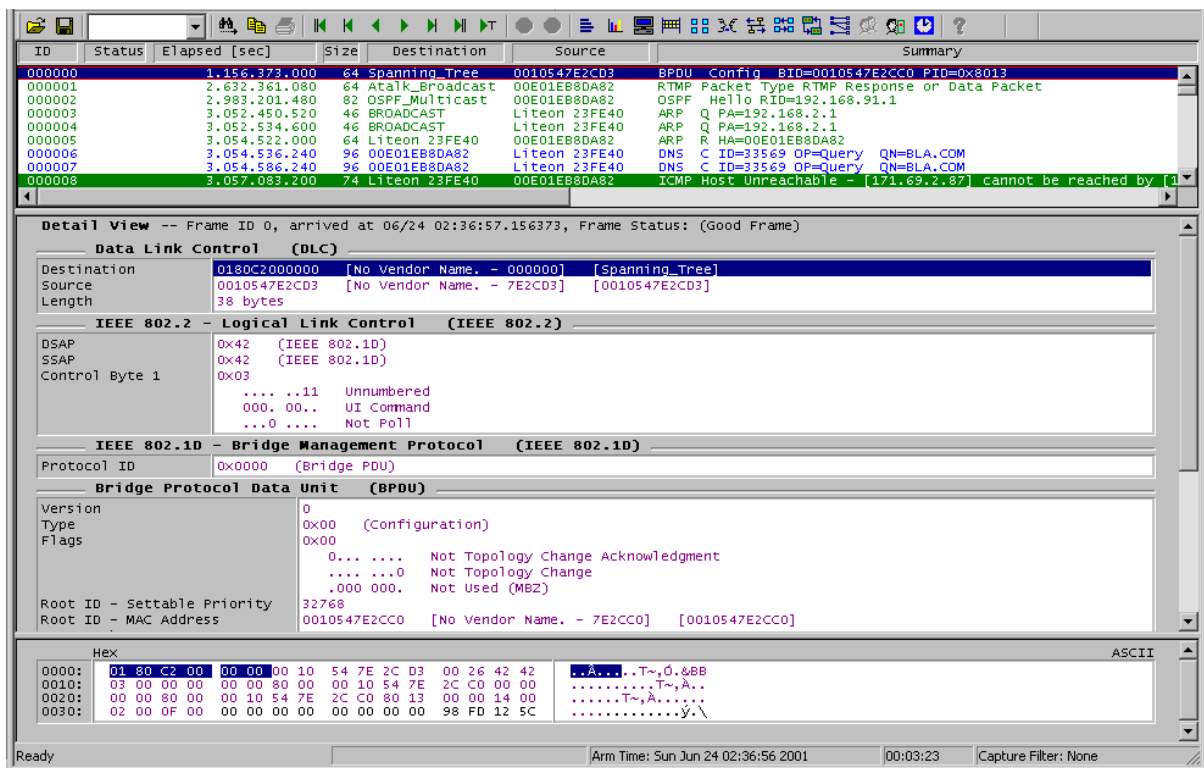 ID Status Elapsed [sec] Size Destination Source Summary
000000 1.156.373.000 64 Spanning_Tree 0010547E2CD3 BPDU Config BID=0010547E2CC0 PID=0x8013
000001 2.632.361.080 64 Atalk_Broadcast 00E01EB8DA82 RTMP Packet Type RTMP Response or Data Packet
000002 2.983.201.480 82 OSPF_Multicast 00E01EB8DA82 OSPF Hello RID=192.168.91.1
000003 3.052.450.520 46 BROADCAST Liteon 23FE40 ARP Q PA=192.168.2.1
000004 3.052.534.600 46 BROADCAST Liteon 23FE40 ARP Q PA=192.168.2.1
000005 3.054.522.000 64 Liteon 23FE40 00E01EB8DA82 ARP R HA=00E01EB8DA82
000006 3.054.536.240 96 00E01EB8DA82 Liteon 23FE40 DNS C ID=33569 OP=Query QN=BLA.COM
000007 3.054.586.240 96 00E01EB8DA82 Liteon 23FE40 DNS C ID=33569 OP=Query QN=BLA.COM
000008 3.057.083.200 74 Liteon 23FE40 00E01EB8DA82 ICMP Host Unreachable - [171.69.2.87] cannot be reached by [1
Detail View -- Frame ID 0, arrived at 06/24 02:36:57.156373, Frame Status: (Good Frame)
Data Link Control (DLC)
Destination 0180C2000000 [No Vendor Name. - 000000] [Spanning_Tree]
Source 0010547E2CD3 [No Vendor Name. - 7E2CD3] [0010547E2CD3]
Length 38 bytes
IEEE 802.2 - Logical Link Control (IEEE 802.2)
DSAP 0x42 (IEEE 802.1D)
SSAP 0x42 (IEEE 802.1D)
Control Byte 1 0x03
.... ..11 Unnumbered
000. 00.. UI Command
...0 .... Not Poll
IEEE 802.1D - Bridge Management Protocol (IEEE 802.1D)
Protocol ID 0x0000 (Bridge PDU)
Bridge Protocol Data Unit (BPDU)
Version 0
Type 0x00 (Configuration)
Flags 0x00
0... .... Not Topology Change Acknowledgment
.... ...0 Not Topology Change
.000 000. Not Used (MBZ)
Root ID - Settable Priority 32768
Root ID - MAC Address 0010547E2CC0 [No Vendor Name. - 7E2CC0] [0010547E2CC0]
Hex ASCII
0000: 01 80 C2 00 00 00 00 10 54 7E 2C D3 00 26 42 42 ..Â.....T~,Ó.&BB
0010: 03 00 00 00 00 00 80 00 00 10 54 7E 2C C0 00 00 ..........T~,À..
0020: 00 00 80 00 00 10 54 7E 2C C0 80 13 00 00 14 00 ......T~,À......
0030: 02 00 0F 00 00 00 00 00 00 00 00 00 98 FD 12 5C .............ý.\
Ready Arm Time: Sun Jun 24 02:36:56 2001 00:03:23 Capture Filter: None